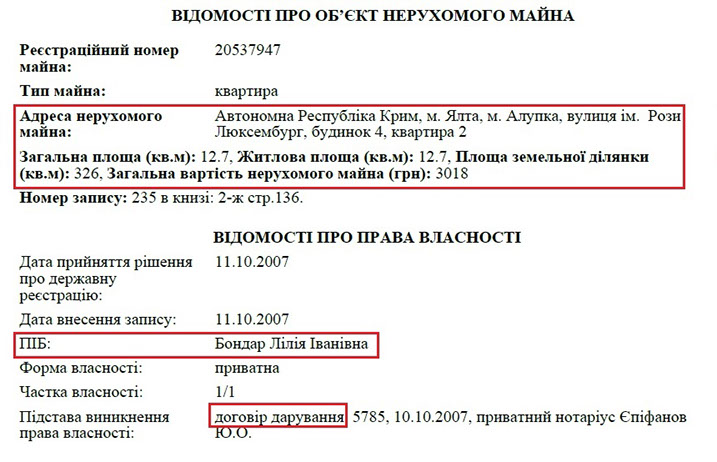 ВІДОМОСТІ ПРО ОБ’ЄКТ НЕРУХОМОГО МАЙНА
Реєстраційний номер майна: 20537947
Тип майна: квартира
Адреса нерухомого майна: Автономна Республіка Крим, м. Ялта, м. Алупка, вулиця ім. Рози
Люксембург, будинок 4, квартира 2
Загальна площа (кв.м): 12.7, Житлова площа (кв.м): 12.7, Площа земельної ділянки
(кв.м): 326, Загальна вартість нерухомого майна (грн): 3018
Номер запису: 235 в книзі: 2-ж стр.136.
ВІДОМОСТІ ПРО ПРАВА ВЛАСНОСТІ
Дата прийняття рішення про державну реєстрацію: 11.10.2007
Дата внесення запису: 11.10.2007
ПІБ: Бондар Лілія Іванівна
Форма власності: приватна
Частка власності: 1/1
Підстава виникнення права власності: договір дарування, 5785, 10.10.2007, приватний нотаріус Єпіфанов
Ю.О.